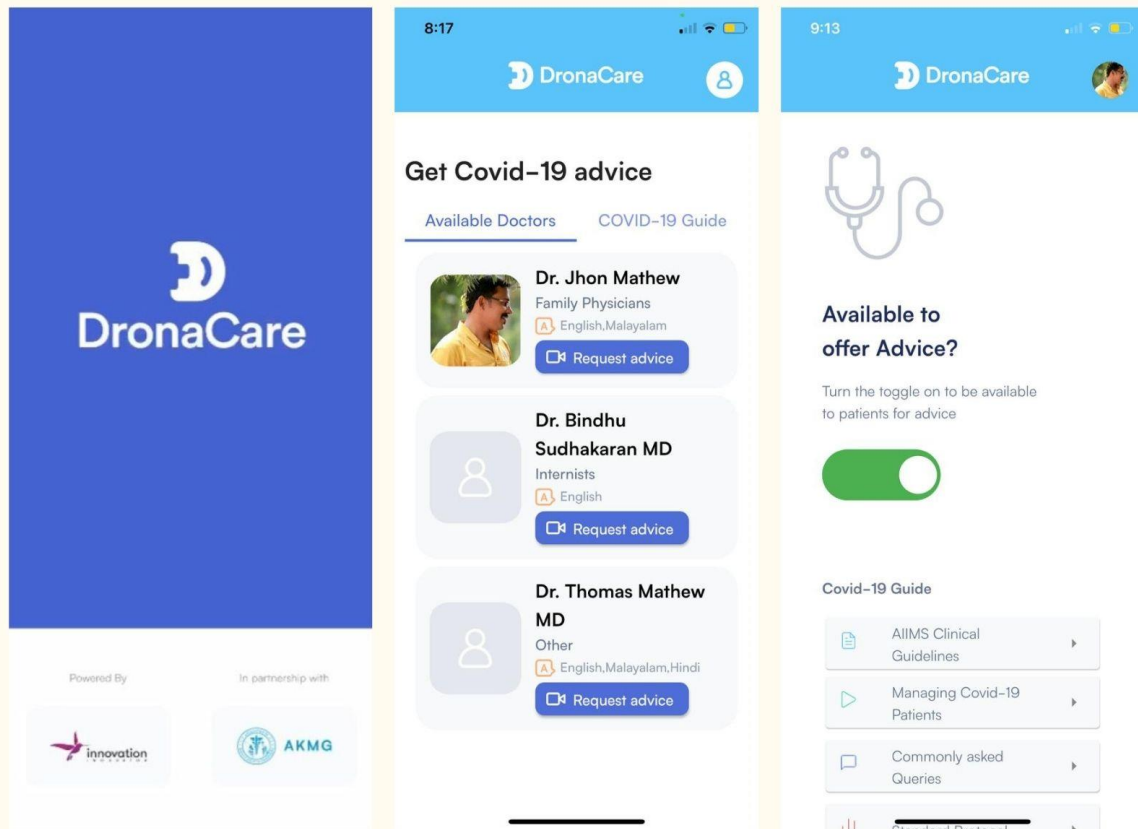 DronaCare
Powered By
In partnership with
innovation
AKMG
8:17
DronaCare
Get Covid-19 advice
Available Doctors
COVID-19 Guide
Dr. Jhon Mathew
Family Physicians
A English,Malayalam
Request advice
Dr. Bindhu
Sudhakaran MD
Internists
A English
Request advice
Dr. Thomas Mathew
MD
Other
A English,Malayalam,Hindi
Request advice
9:13
DronaCare
Available to
offer Advice?
Turn the toggle on to be available
to patients for advice
Covid-19 Guide
AIIMS Clinical
Guidelines
Managing Covid-19
Patients
Commonly asked
Queries